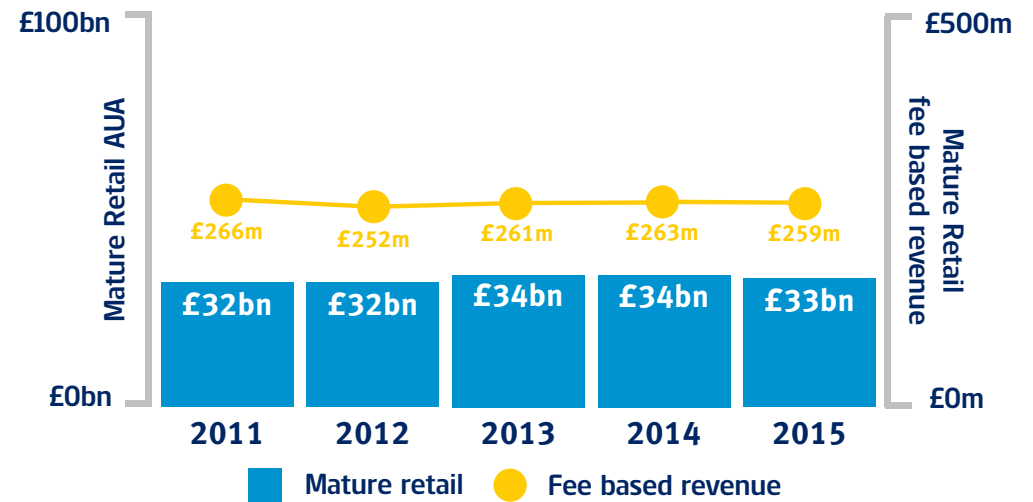 £100bn
£500m
Mature Retail AUA
Mature Retail
fee based revenue
£266m
£252m
£261m
£263m
£259m
£32bn
£32bn
£34bn
£34bn
£33bn
£0bn
£0m
2011
2012
2013
2014
2015
Mature retail
Fee based revenue